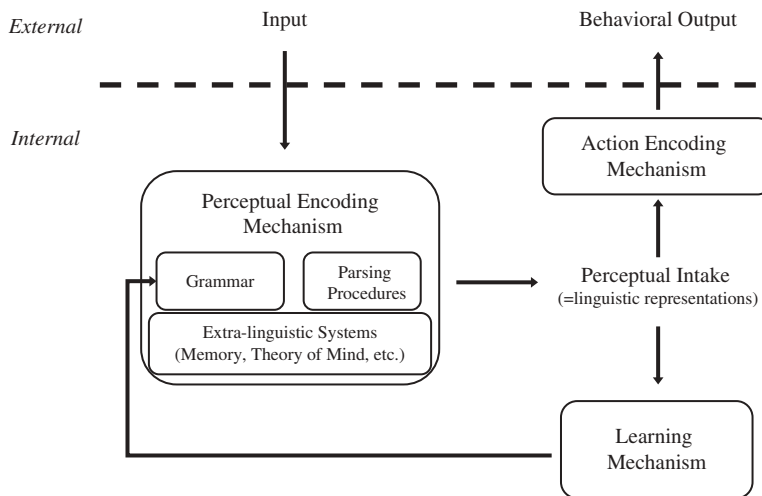 External
Input
Behavioral Output
Internal
Action Encoding
Mechanism
Perceptual Encoding
Mechanism
Grammar
Parsing
Procedures
Extra-linguistic Systems
(Memory, Theory of Mind, etc.)
Perceptual Intake
(=linguistic representations)
Learning
Mechanism